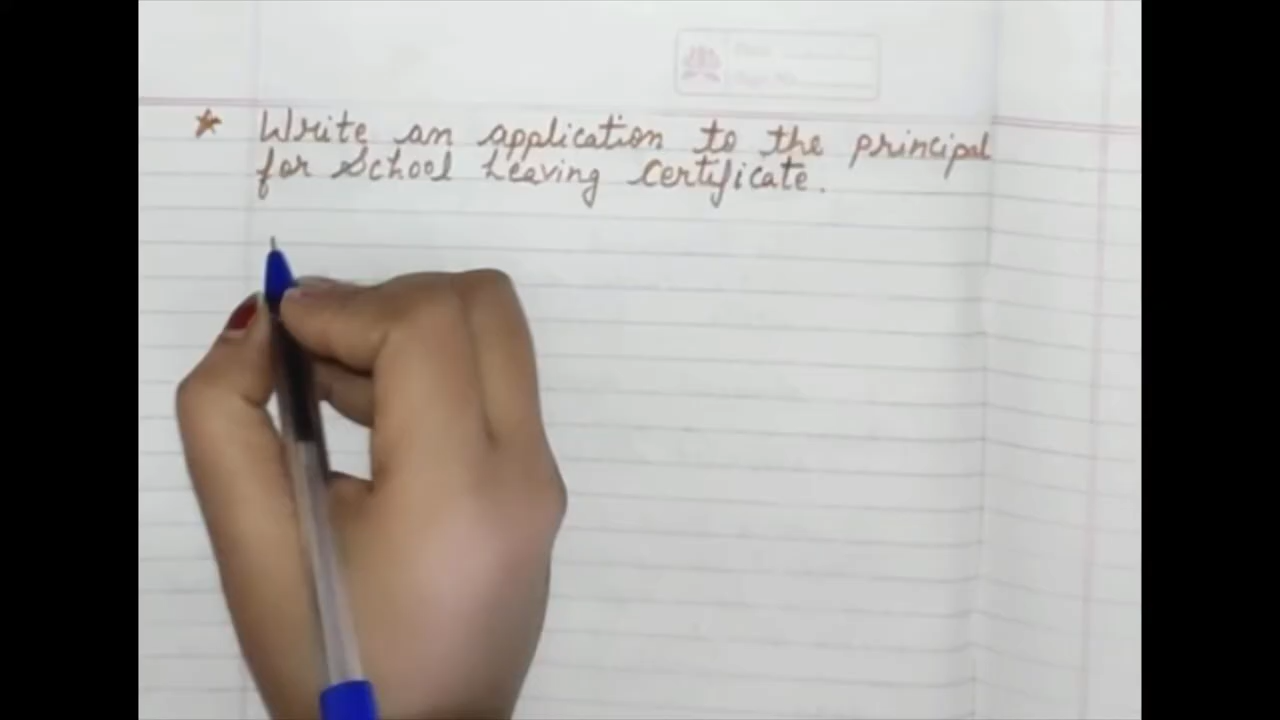 ★ Write an application to the principal
for School Leaving Certificate.